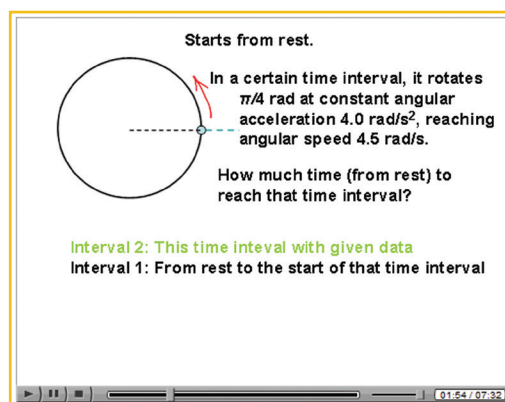 Starts from rest.
In a certain time interval, it rotates
π/4 rad at constant angular
acceleration 4.0 rad/s², reaching
angular speed 4.5 rad/s.
How much time (from rest) to
reach that time interval?
Interval 2: This time inteval with given data
Interval 1: From rest to the start of that time interval
01:54 / 07:32